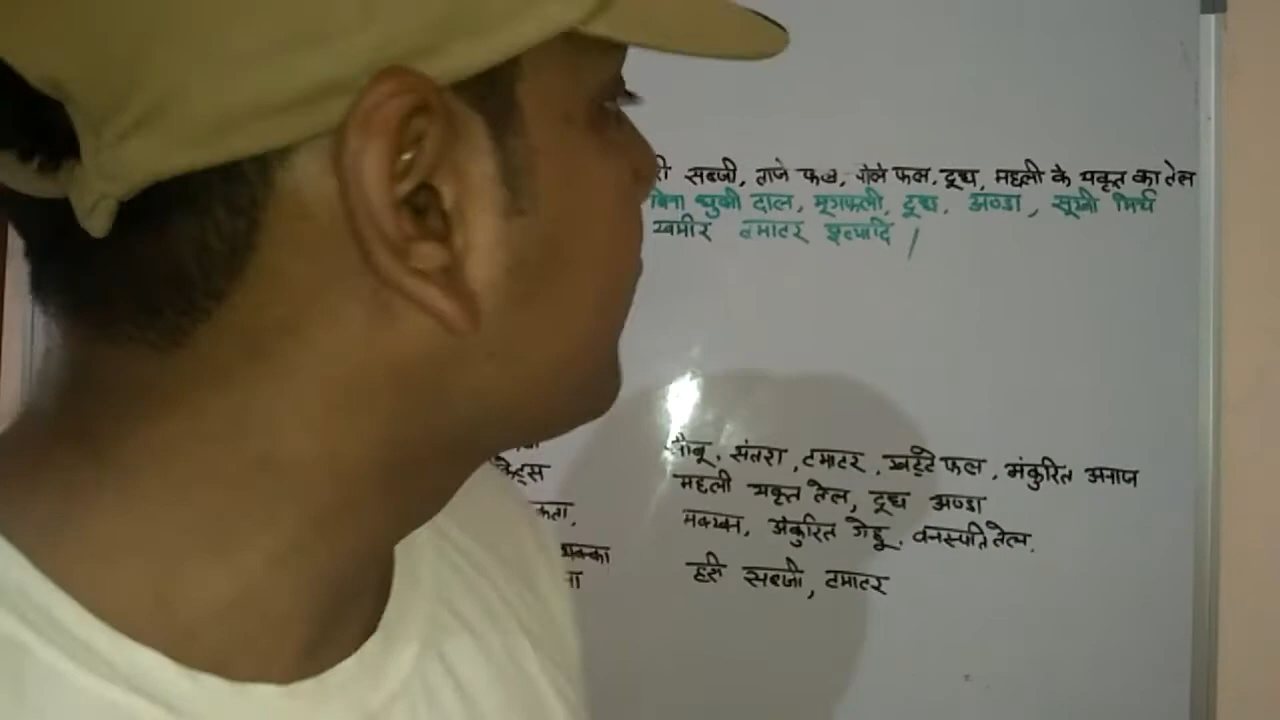 री सब्जी, ताजे फल, पीले फल, दूध, मछली के यकृत का तेल
बिना धुली दाल, मूंगफली, दूध, अण्डा, सूखी मिर्च
खमीर टमाटर इत्यादि /
नीबू, संतरा, टमाटर, खट्टे फल, अंकुरित अनाज
मछली यकृत तेल, दूध अण्डा
मक्खन, अंकुरित गेहू, वनस्पति तेल,
हरी सब्जी, टमाटर